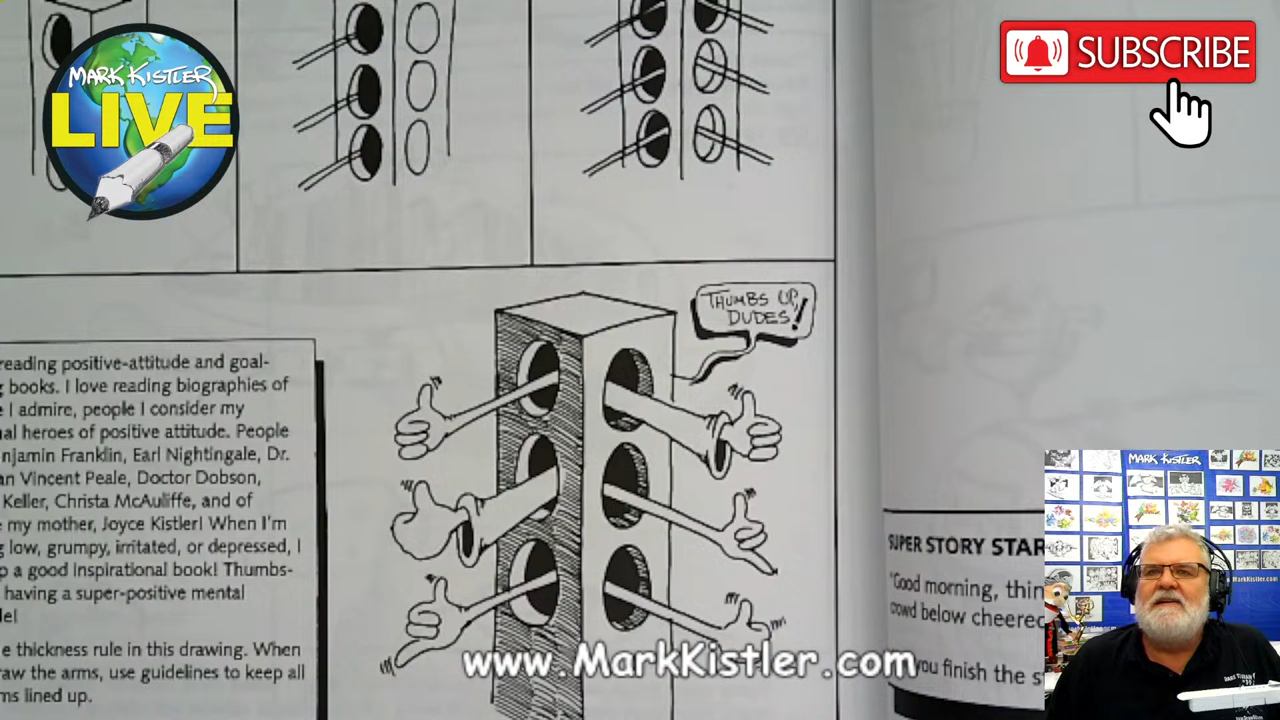 MARK KISTLER
LIVE
SUBSCRIBE
THUMBS UP,
DUDES!
reading positive-attitude and goal-
books. I love reading biographies of
I admire, people I consider my
heroes of positive attitude. People
njamin Franklin, Earl Nightingale, Dr.
an Vincent Peale, Doctor Dobson,
Keller, Christa McAuliffe, and of
my mother, Joyce Kistler! When I'm
low, grumpy, irritated, or depressed, I
p a good inspirational book! Thumbs-
having a super-positive mental
e thickness rule in this drawing. When
raw the arms, use guidelines to keep all
ms lined up.
SUPER STORY STAR
"Good morning, thin
crowd below cheered
you finish the s
MARK KISTLER
www.MarkKistler.com